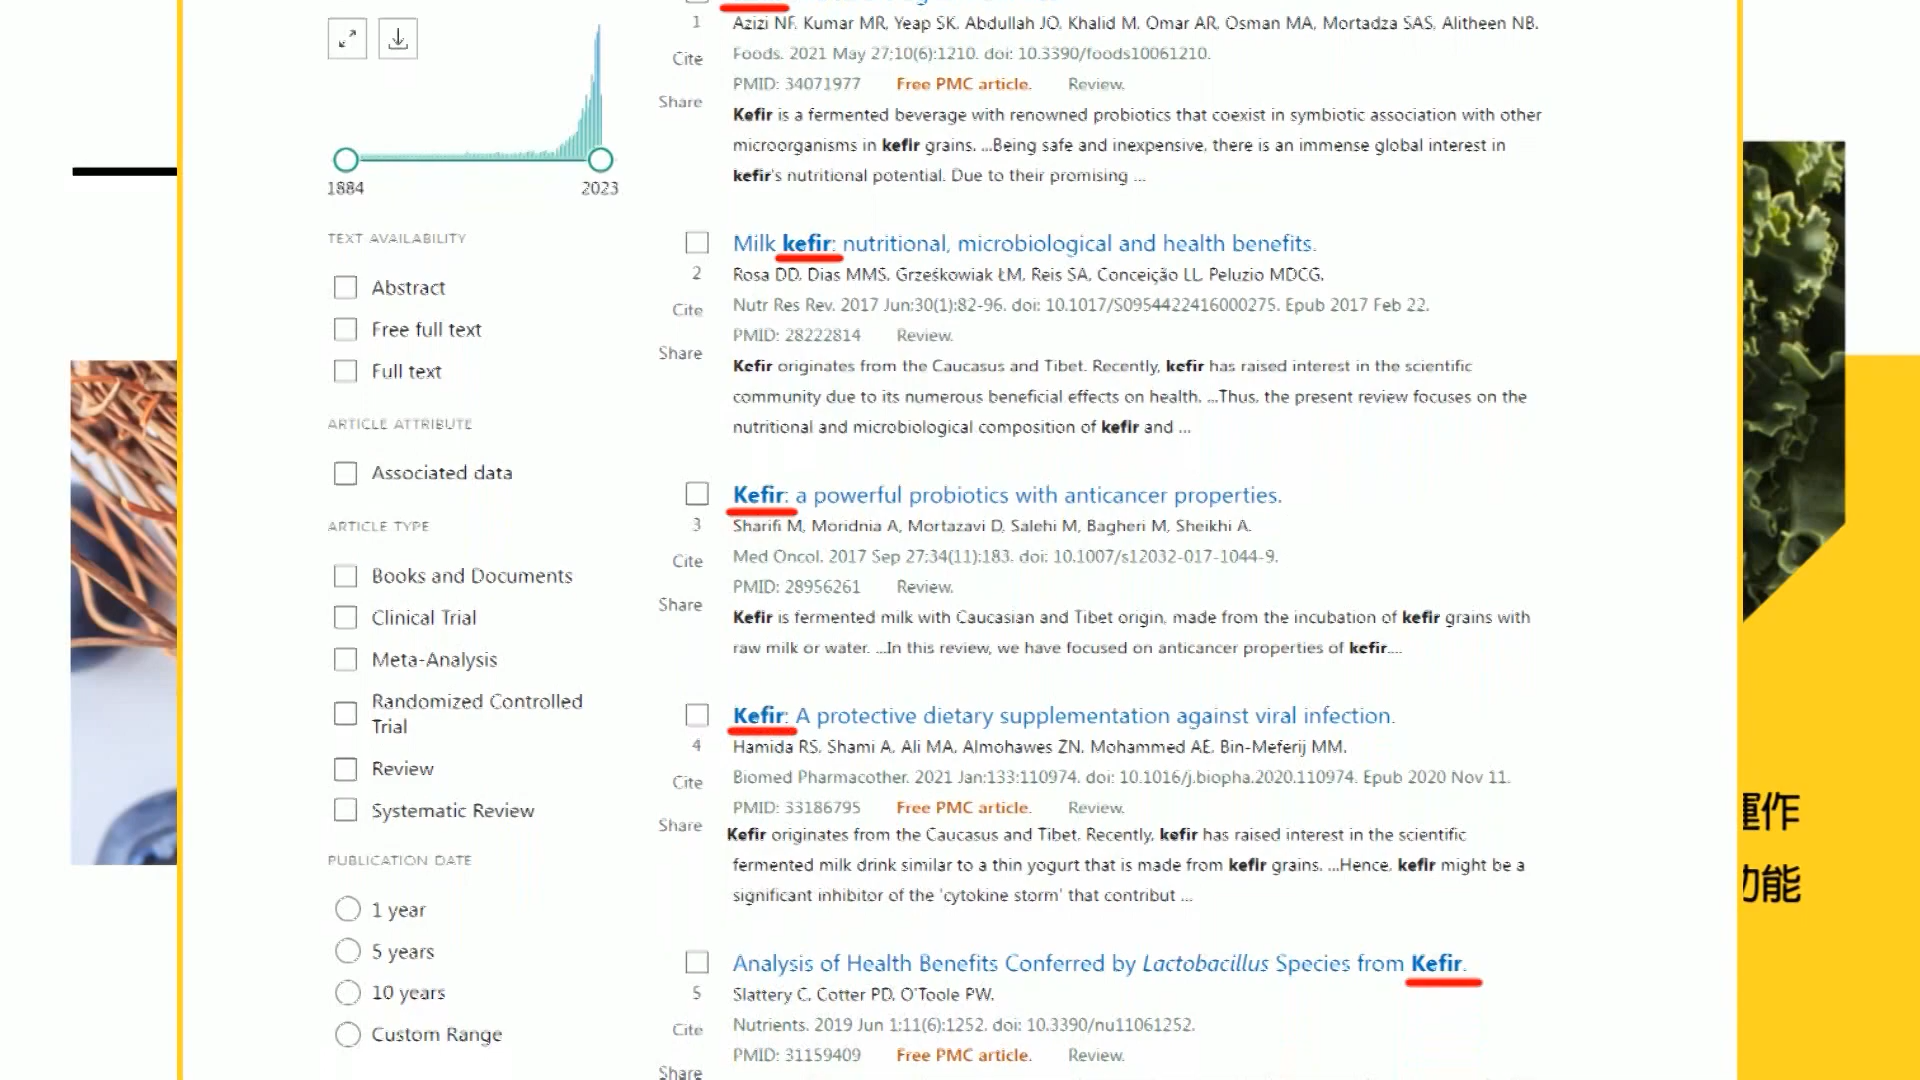 1884
2023
TEXT AVAILABILITY
Abstract
Free full text
Full text
ARTICLE ATTRIBUTE
Associated data
ARTICLE TYPE
Books and Documents
Clinical Trial
Meta-Analysis
Randomized Controlled
Trial
Review
Systematic Review
PUBLICATION DATE
1 year
5 years
10 years
Custom Range
1
Cite
Share
Azizi NF, Kumar MR, Yeap SK, Abdullah JO, Khalid M, Omar AR, Osman MA, Mortadza SAS, Alitheen NB.
Foods. 2021 May 27;10(6):1210. doi: 10.3390/foods10061210.
PMID: 34071977 Free PMC article. Review.
Kefir is a fermented beverage with renowned probiotics that coexist in symbiotic association with other
microorganisms in kefir grains. ...Being safe and inexpensive, there is an immense global interest in
kefir's nutritional potential. Due to their promising ...
2
Cite
Share
Milk kefir: nutritional, microbiological and health benefits.
Rosa DD, Dias MMS, Grześkowiak ŁM, Reis SA, Conceição LL, Peluzio MDCG.
Nutr Res Rev. 2017 Jun;30(1):82-96. doi: 10.1017/S0954422416000275. Epub 2017 Feb 22.
PMID: 28222814 Review.
Kefir originates from the Caucasus and Tibet. Recently, kefir has raised interest in the scientific
community due to its numerous beneficial effects on health. ...Thus, the present review focuses on the
nutritional and microbiological composition of kefir and ...
3
Cite
Share
Kefir: a powerful probiotics with anticancer properties.
Sharifi M, Moridnia A, Mortazavi D, Salehi M, Bagheri M, Sheikhi A.
Med Oncol. 2017 Sep 27;34(11):183. doi: 10.1007/s12032-017-1044-9.
PMID: 28956261 Review.
Kefir is fermented milk with Caucasian and Tibet origin, made from the incubation of kefir grains with
raw milk or water. ...In this review, we have focused on anticancer properties of kefir....
4
Cite
Share
Kefir: A protective dietary supplementation against viral infection.
Hamida RS, Shami A, Ali MA, Almohawes ZN, Mohammed AE, Bin-Meferij MM.
Biomed Pharmacother. 2021 Jan;133:110974. doi: 10.1016/j.biopha.2020.110974. Epub 2020 Nov 11.
PMID: 33186795 Free PMC article. Review.
Kefir originates from the Caucasus and Tibet. Recently, kefir has raised interest in the scientific
fermented milk drink similar to a thin yogurt that is made from kefir grains. ...Hence, kefir might be a
significant inhibitor of the 'cytokine storm' that contribut ...
5
Cite
Share
Analysis of Health Benefits Conferred by Lactobacillus Species from Kefir.
Slattery C, Cotter PD, O'Toole PW.
Nutrients. 2019 Jun 1;11(6):1252. doi: 10.3390/nu11061252.
PMID: 31159409 Free PMC article. Review.
運作
功能